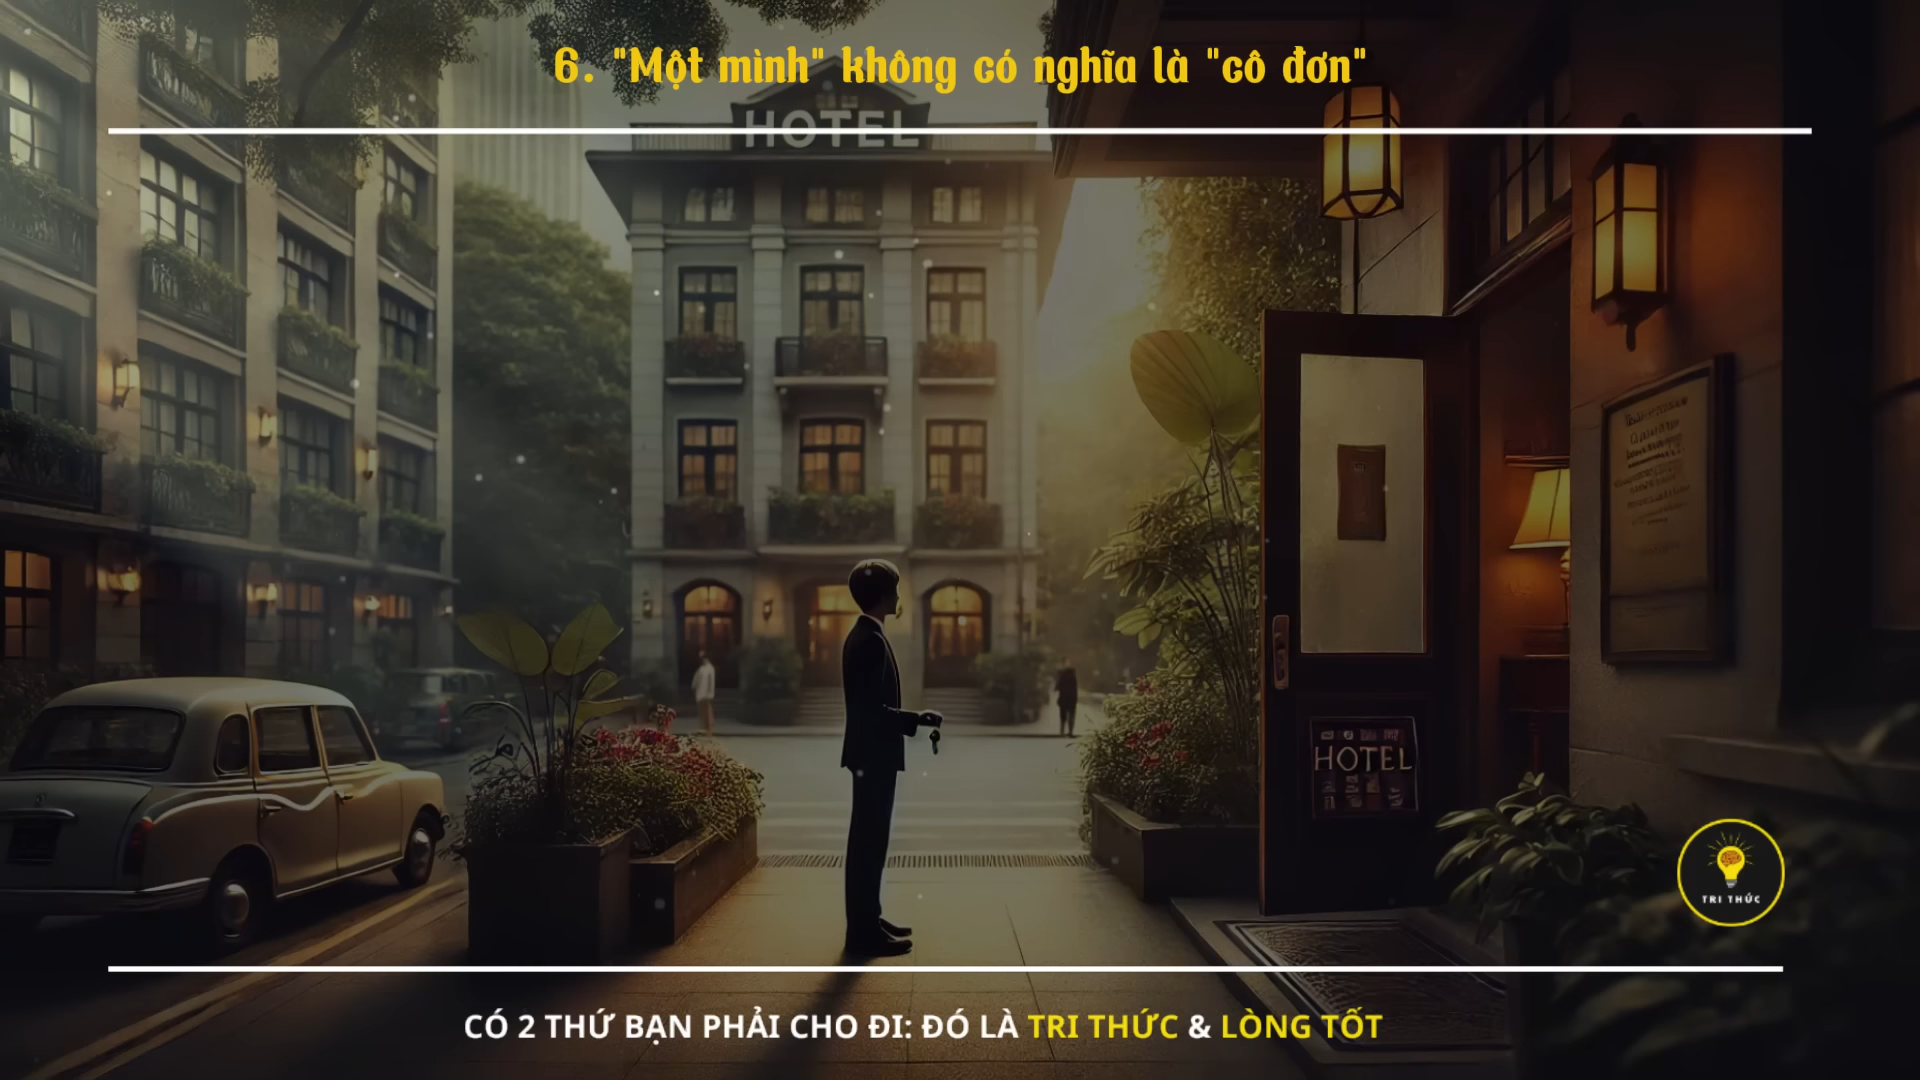 6. "Một mình" không có nghĩa là "cô đơn"
HOTEL
HOTEL
TRI THỨC
CÓ 2 THỨ BẠN PHẢI CHO ĐI: ĐÓ LÀ TRI THỨC & LÒNG TỐT